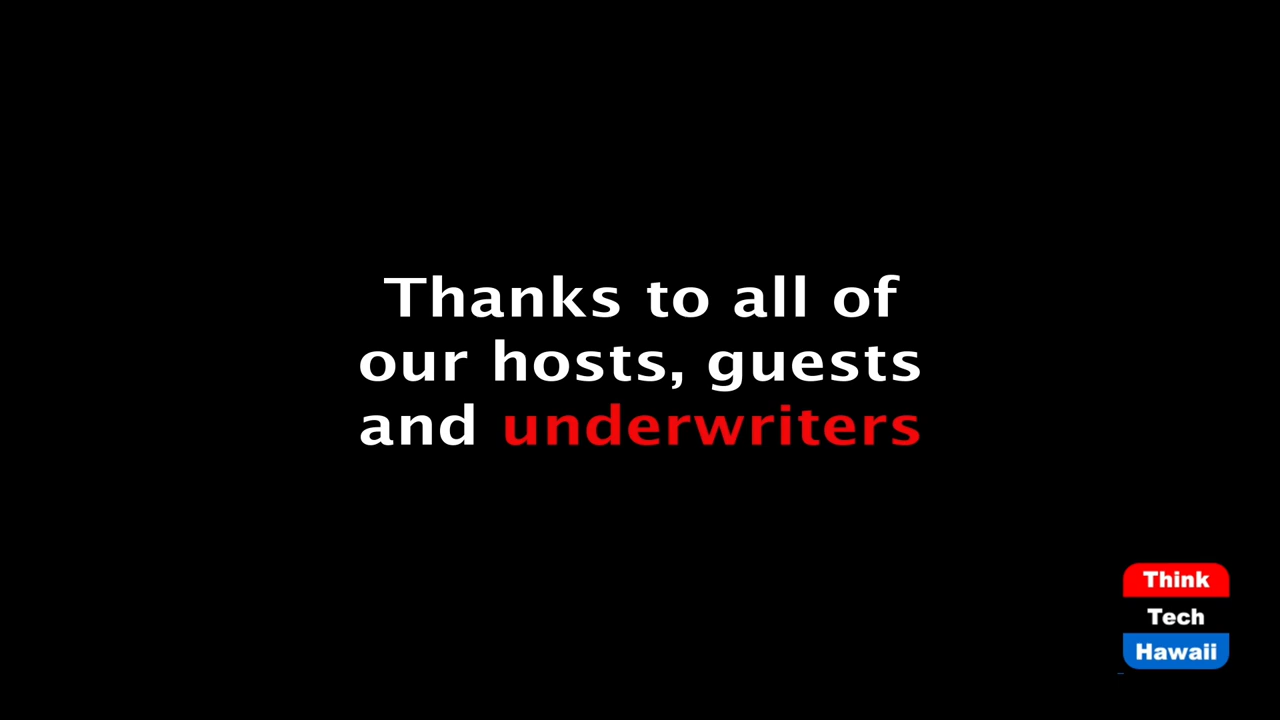 Thanks to all of
our hosts, guests
and underwriters
Think
Tech
Hawaii